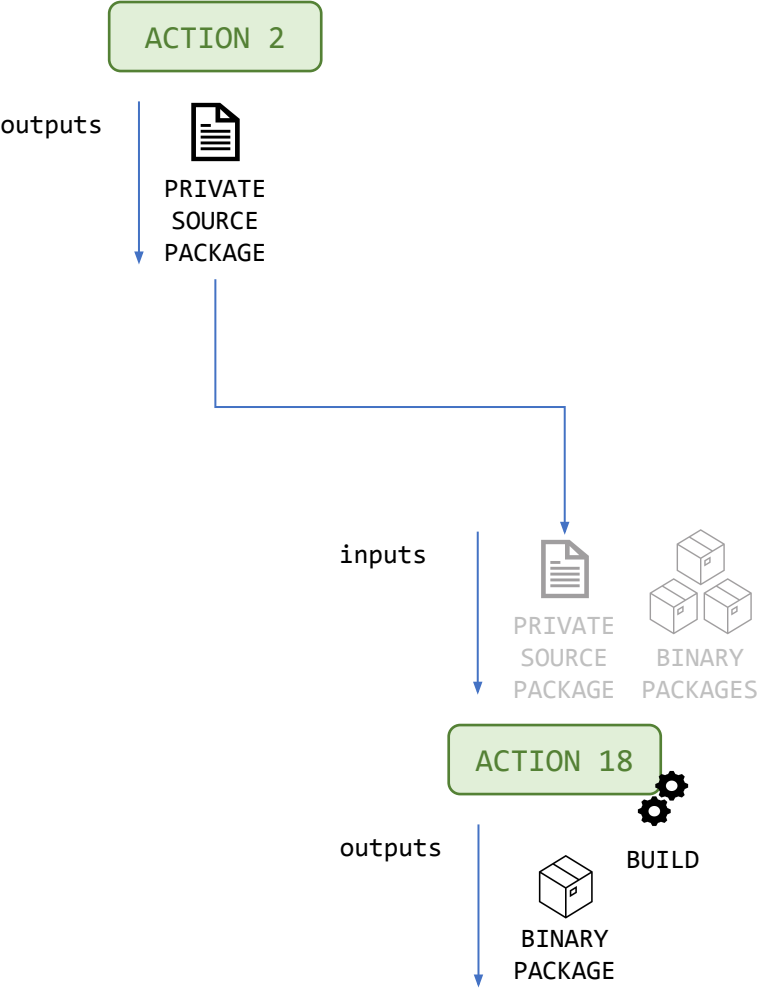 ACTION 2
outputs
PRIVATE
SOURCE
PACKAGE
inputs
PRIVATE
SOURCE
PACKAGE
BINARY
PACKAGES
ACTION 18
outputs
BUILD
BINARY
PACKAGE